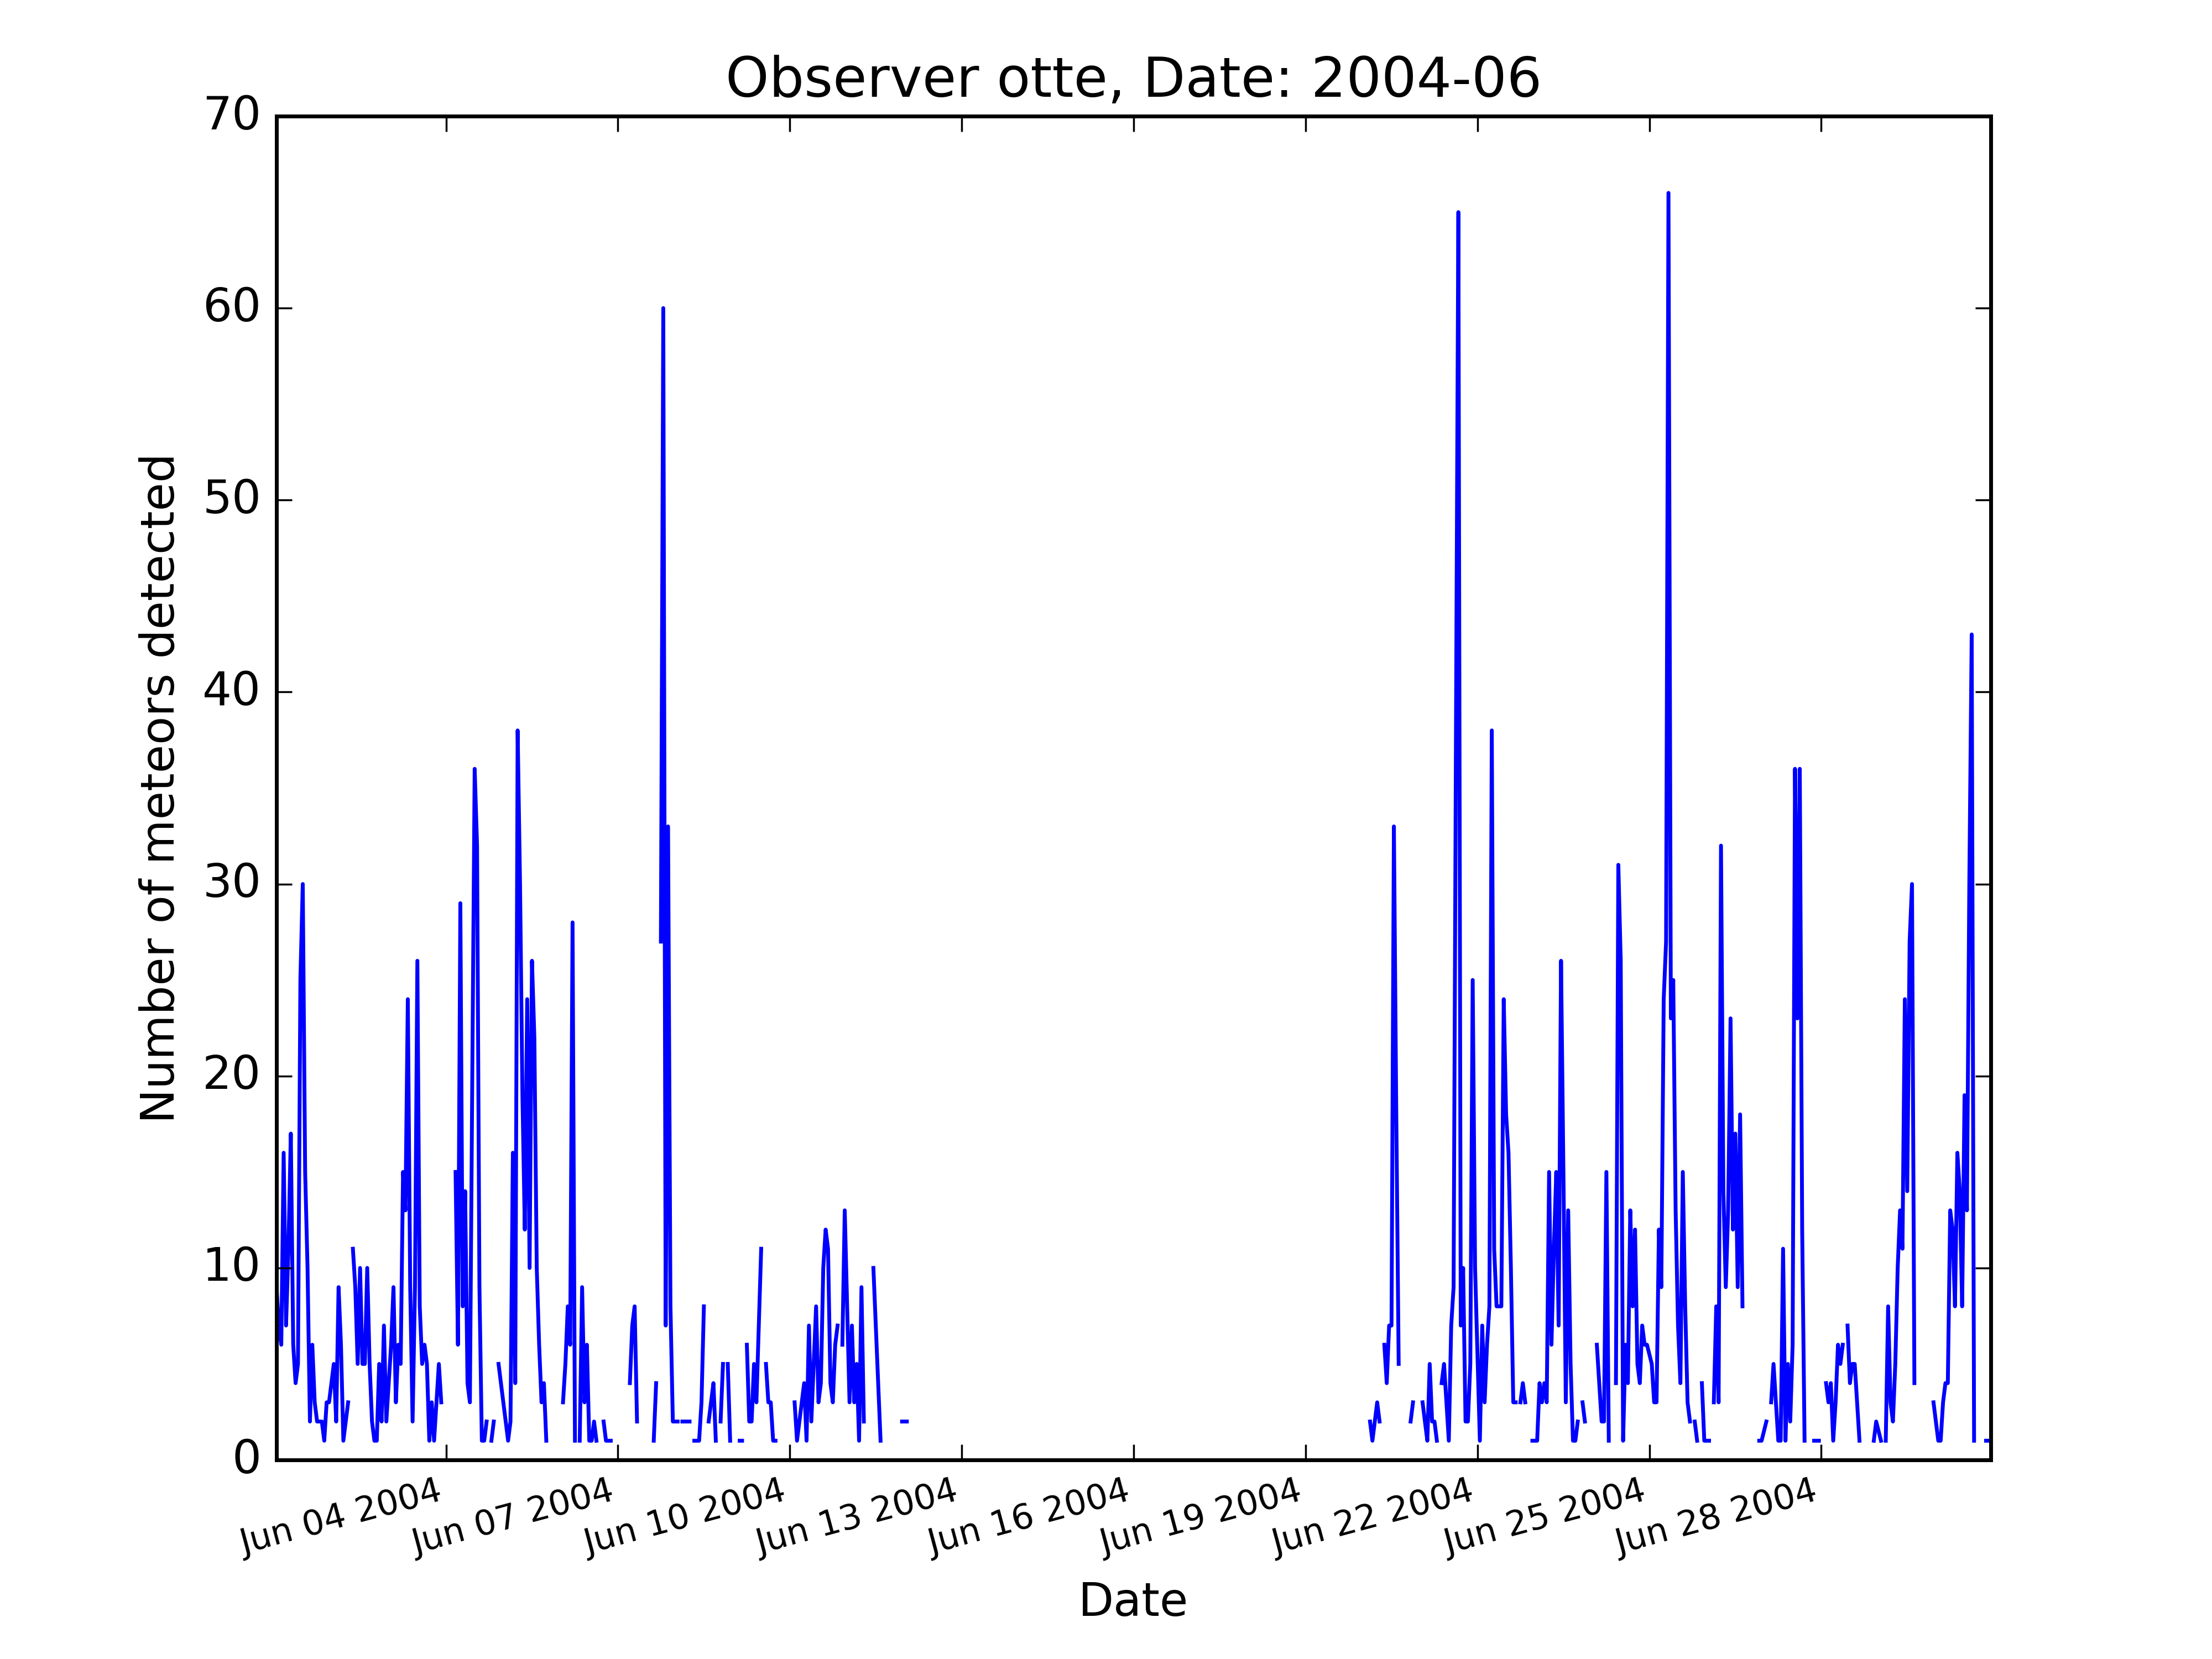 Observer otte, Date: 2004-06
70
60
50
40
30
20
10
0
Number of meteors detected
Jun 04 2004
Jun 07 2004
Jun 10 2004
Jun 13 2004
Jun 16 2004
Jun 19 2004
Jun 22 2004
Jun 25 2004
Jun 28 2004
Date